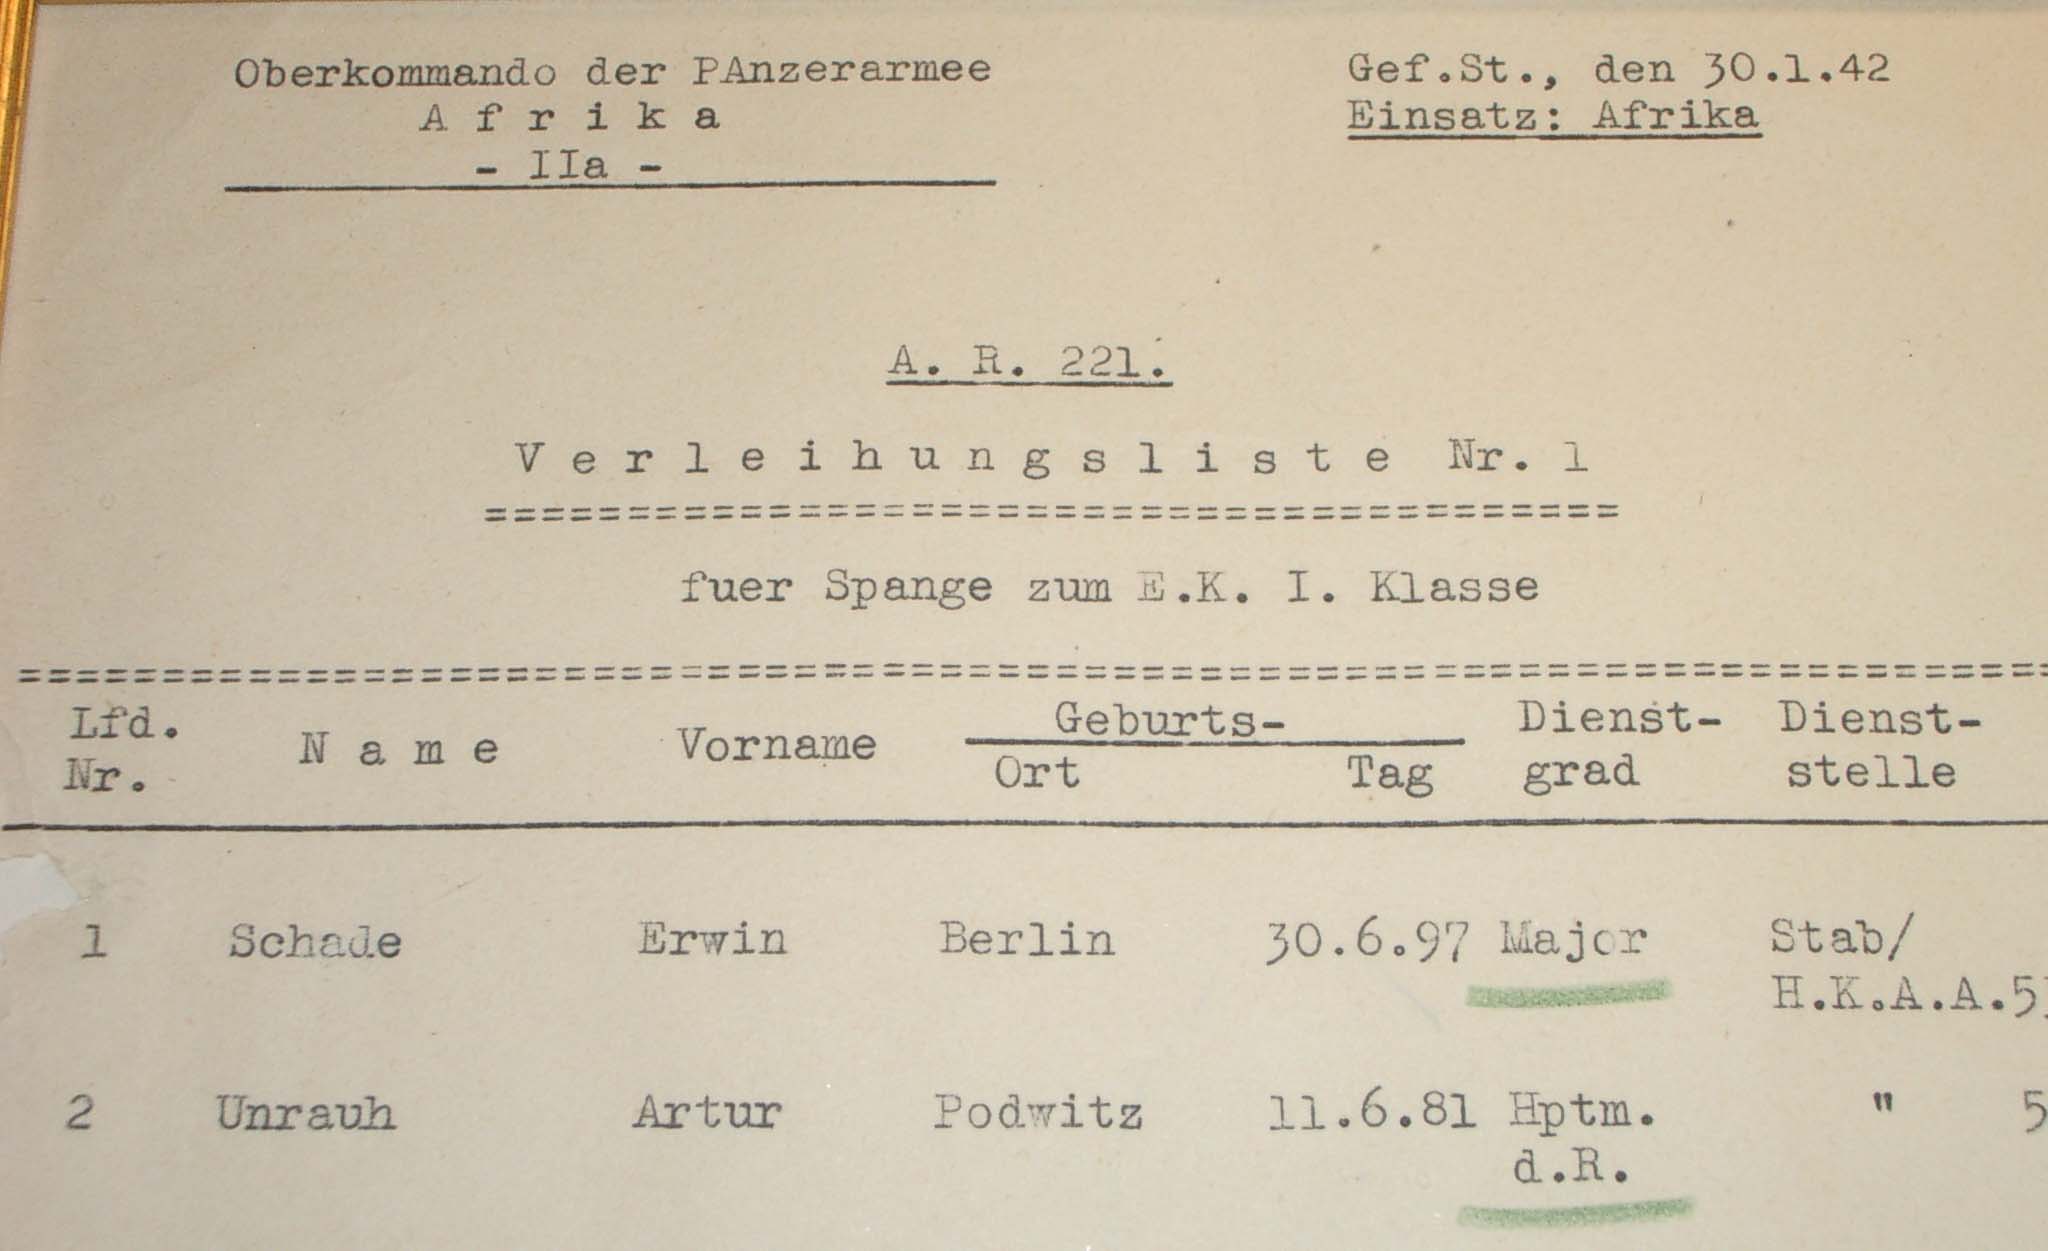 Oberkommando der PAnzerarmee
A f r i k a
- IIa -
Gef.St., den 30.1.42
Einsatz: Afrika
A. R. 221.
V e r l e i h u n g s l i s t e Nr. 1
========================================
fuer Spange zum E.K. I. Klasse
========================================================================
Lfd. Nr. N a m e Vorname Geburts- Ort Tag Dienst- grad Dienst- stelle
1 Schade Erwin Berlin 30.6.97 Major Stab/
H.K.A.A.5
2 Unrauh Artur Podwitz 11.6.81 Hptm. " 5
d.R.